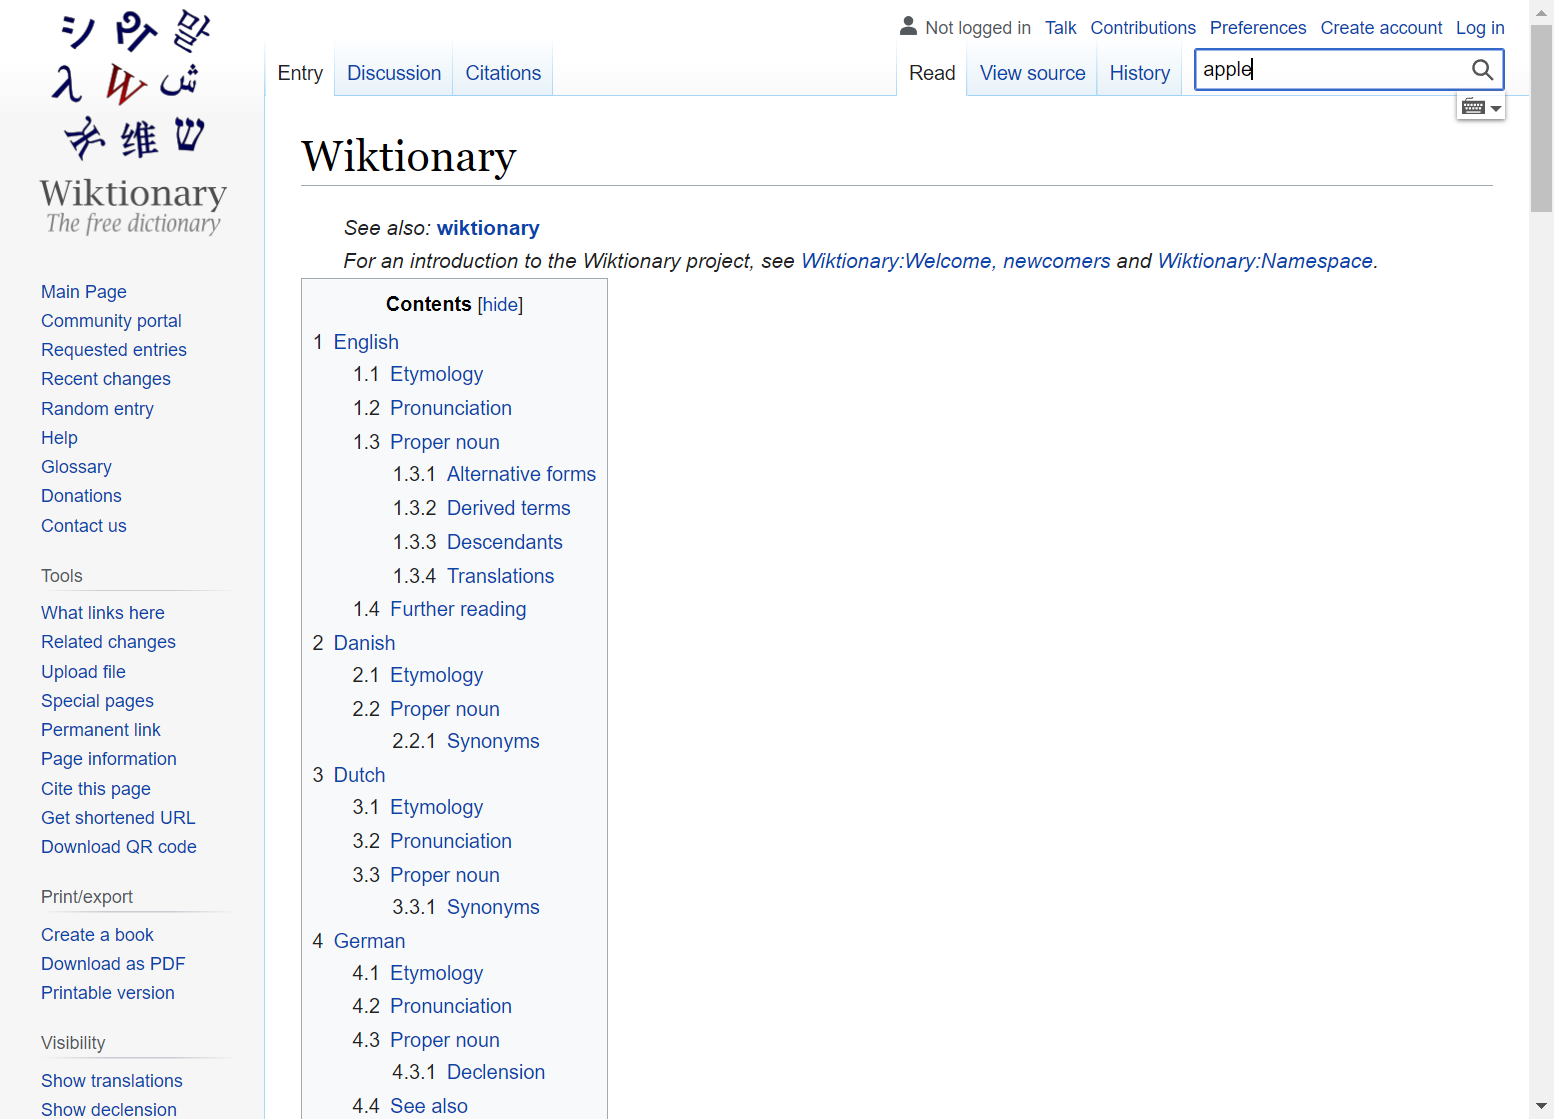 シ
말
λ
W
ش
维
ש
Wiktionary
The free dictionary
Main Page
Community portal
Requested entries
Recent changes
Random entry
Help
Glossary
Donations
Contact us
Tools
What links here
Related changes
Upload file
Special pages
Permanent link
Page information
Cite this page
Get shortened URL
Download QR code
Print/export
Create a book
Download as PDF
Printable version
Visibility
Show translations
Show declension
Not logged in Talk Contributions Preferences Create account Log in
Entry Discussion Citations Read View source History apple
Wiktionary
See also: wiktionary
For an introduction to the Wiktionary project, see Wiktionary:Welcome, newcomers and Wiktionary:Namespace.
Contents [hide]
1 English
1.1 Etymology
1.2 Pronunciation
1.3 Proper noun
1.3.1 Alternative forms
1.3.2 Derived terms
1.3.3 Descendants
1.3.4 Translations
1.4 Further reading
2 Danish
2.1 Etymology
2.2 Proper noun
2.2.1 Synonyms
3 Dutch
3.1 Etymology
3.2 Pronunciation
3.3 Proper noun
3.3.1 Synonyms
4 German
4.1 Etymology
4.2 Pronunciation
4.3 Proper noun
4.3.1 Declension
4.4 See also